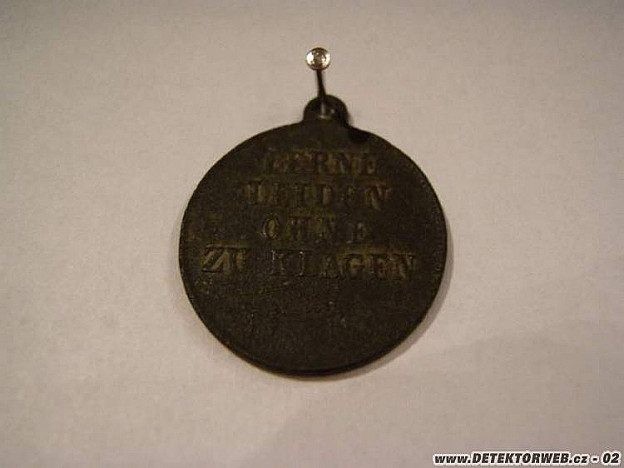 LERNE
LEIDEN
OHNE
ZU KLAGEN
www.DETEKTORWEB.cz - 02